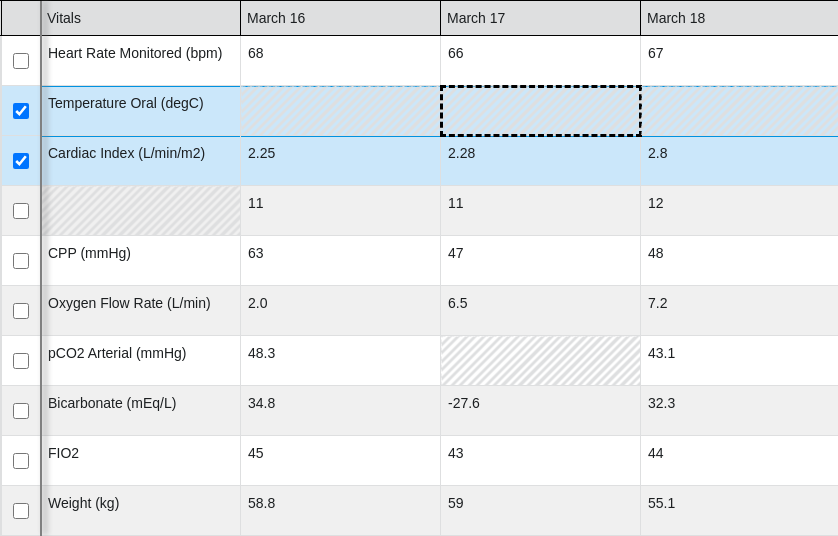 Vitals March 16 March 17 March 18
Heart Rate Monitored (bpm) 68 66 67
Temperature Oral (degC)
Cardiac Index (L/min/m2) 2.25 2.28 2.8
11 11 12
CPP (mmHg) 63 47 48
Oxygen Flow Rate (L/min) 2.0 6.5 7.2
pCO2 Arterial (mmHg) 48.3 43.1
Bicarbonate (mEq/L) 34.8 -27.6 32.3
FIO2 45 43 44
Weight (kg) 58.8 59 55.1